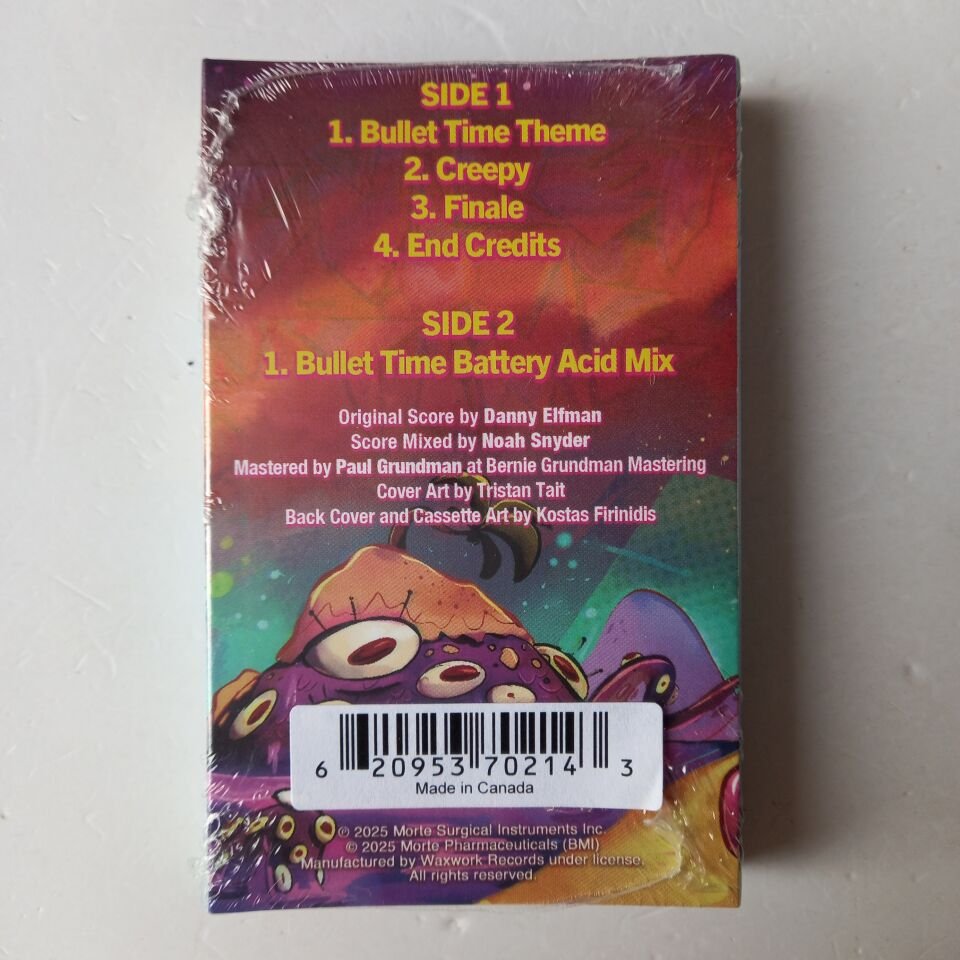 SIDE 1
1. Bullet Time Theme
2. Creepy
3. Finale
4. End Credits
SIDE 2
1. Bullet Time Battery Acid Mix
Original Score by Danny Elfman
Score Mixed by Noah Snyder
Mastered by Paul Grundman at Bernie Grundman Mastering
Cover Art by Tristan Tait
Back Cover and Cassette Art by Kostas Firinidis
6 20953 70214 3
Made in Canada
© 2025 Morte Surgical Instruments Inc.
© 2025 Morte Pharmaceuticals (BMI)
Manufactured by Waxwork Records under license.
All rights reserved.